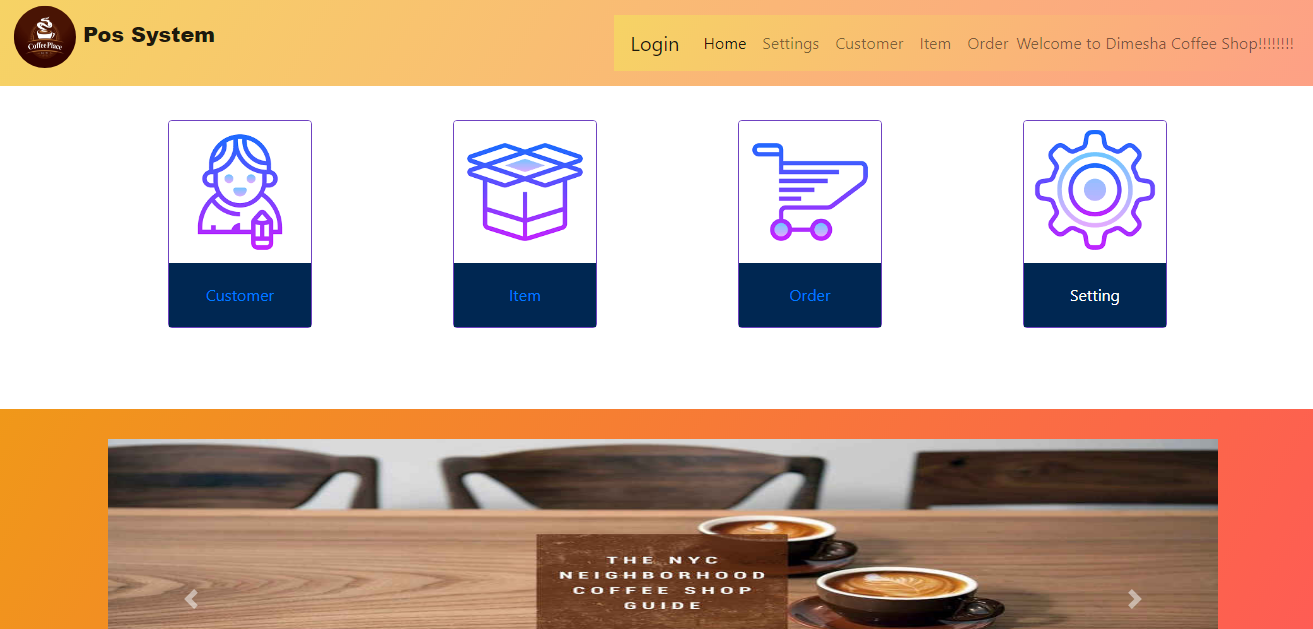 CoffeePlace
Pos System
Login Home Settings Customer Item Order Welcome to Dimesha Coffee Shop!!!!!!!!
Customer
Item
Order
Setting
THE NYC
NEIGHBORHOOD
COFFEE SHOP
GUIDE